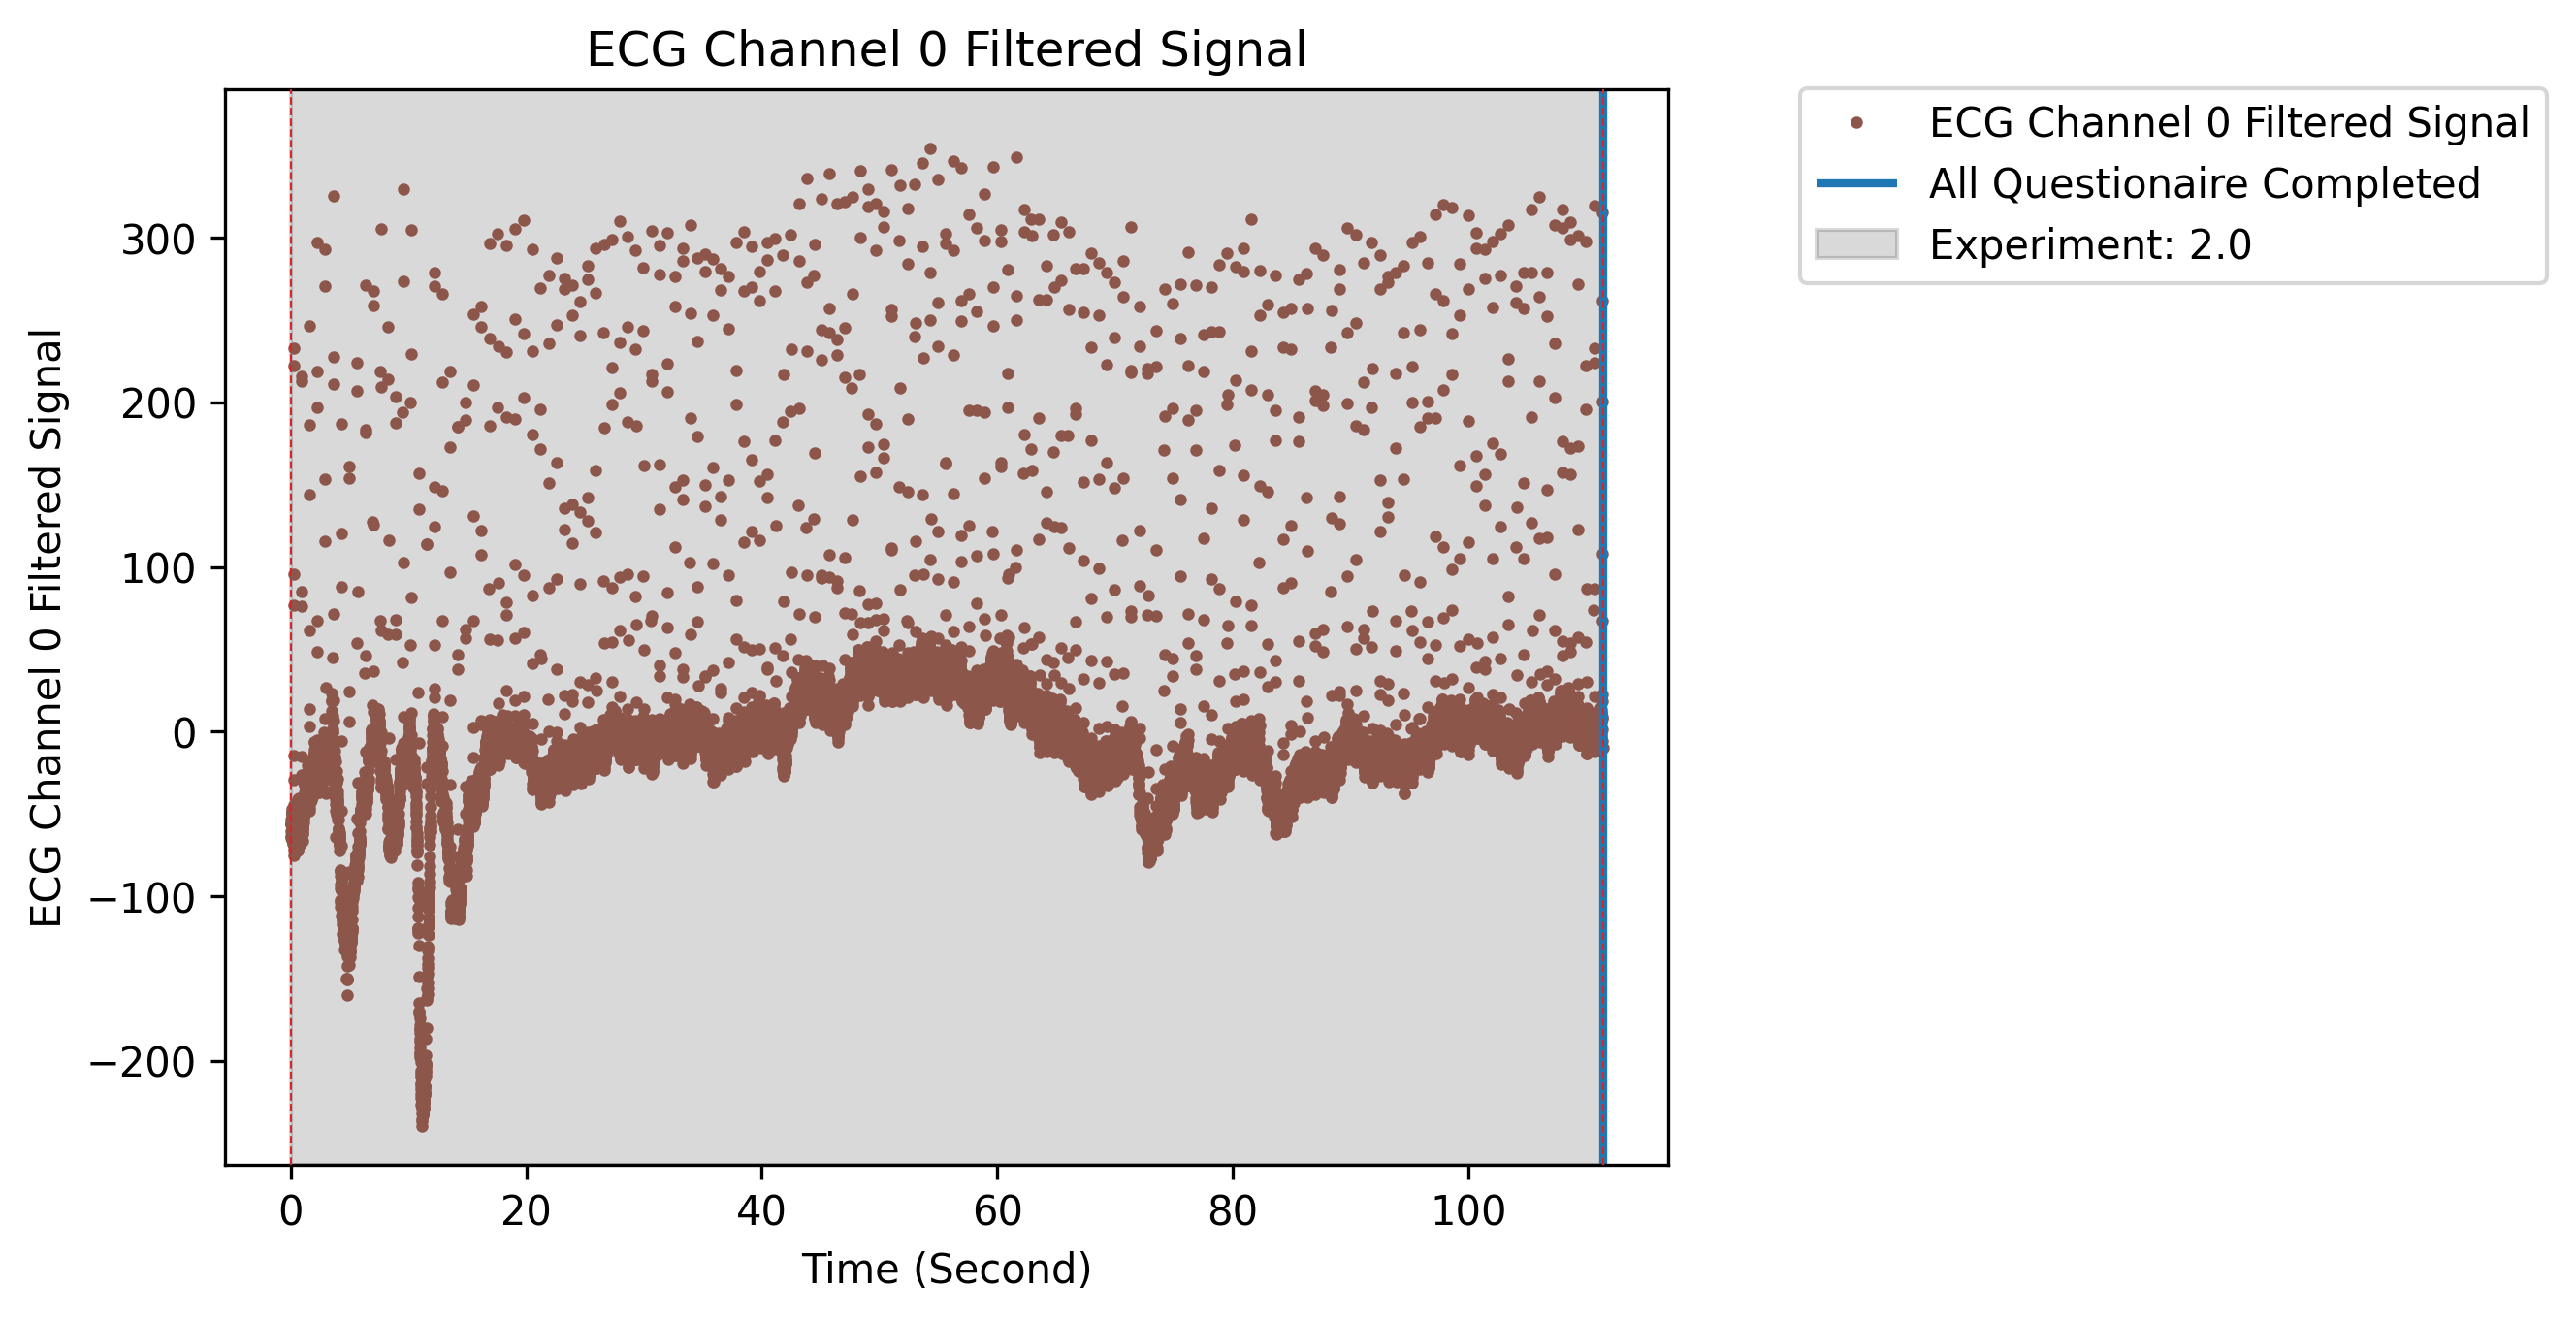 ECG Channel 0 Filtered Signal
ECG Channel 0 Filtered Signal
All Questionaire Completed
Experiment: 2.0
ECG Channel 0 Filtered Signal
300
200
100
0
−100
−200
0 20 40 60 80 100
Time (Second)